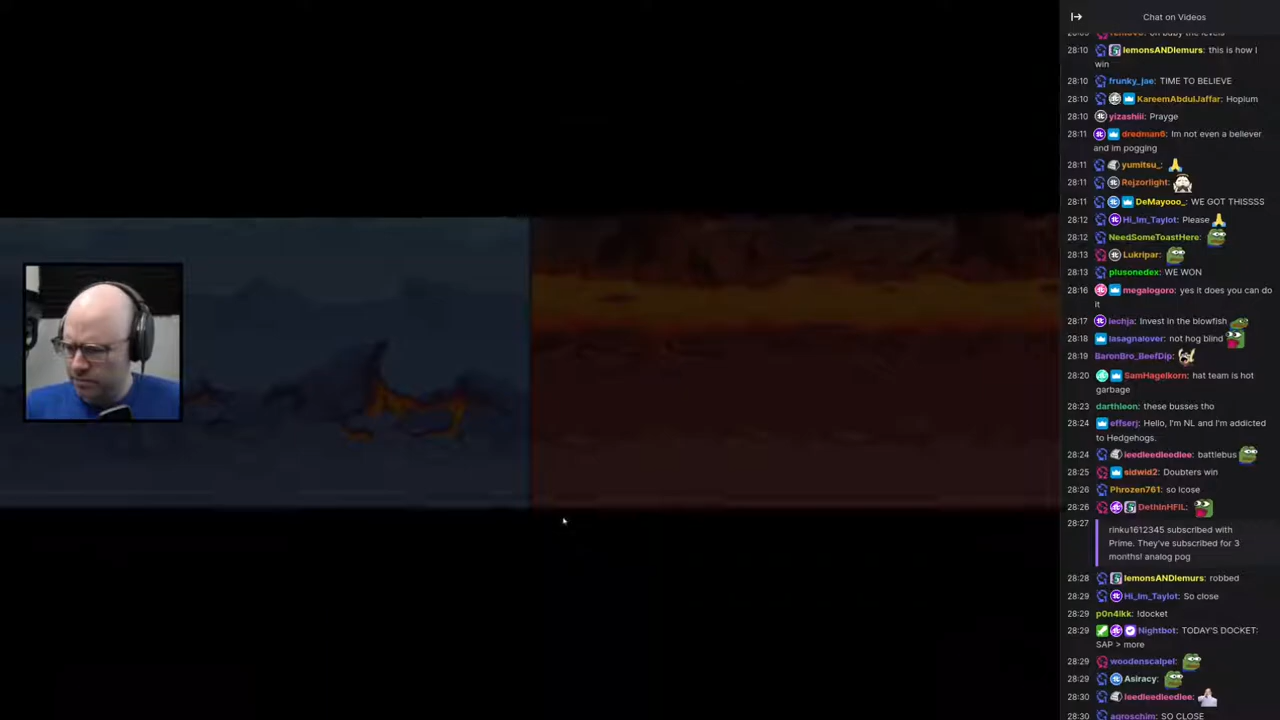 Chat on Videos
28:10 lemonsANDlemurs: this is how I
win
28:10 frunky_jae: TIME TO BELIEVE
28:10 KareemAbdulJaffar: Hopium
28:10 yizashiii: Prayge
28:11 dredman6: Im not even a believer
and im pogging
28:11 yumitsu_:
28:11 Rejzorlight:
28:11 DeMayooo_: WE GOT THISSSS
28:12 Hi_Im_Taylot: Please
28:12 NeedSomeToastHere:
28:13 Lukripar:
28:13 plusonedex: WE WON
28:16 megalogoro: yes it does you can do
it
28:17 iechja: Invest in the blowfish
28:18 lasagnalover: not hog blind
28:19 BaronBro_BeefDip:
28:20 SamHagelkorn: hat team is hot
garbage
28:23 darthleon: these busses tho
28:24 effserj: Hello, I'm NL and I'm addicted
to Hedgehogs.
28:24 leedleedleedlee: battlebus
28:25 sidwid2: Doubters win
28:26 Phrozen761: so lcose
28:26 DethInHFIL:
28:27 rinku1612345 subscribed with
Prime. They've subscribed for 3
months! analog pog
28:28 lemonsANDlemurs: robbed
28:29 Hi_Im_Taylot: So close
28:29 p0n4ikk: !docket
28:29 Nightbot: TODAY'S DOCKET:
SAP > more
28:29 woodenscalpel:
28:29 Asiracy:
28:30 leedleedleedlee:
28:30 agroschim: SO CLOSE